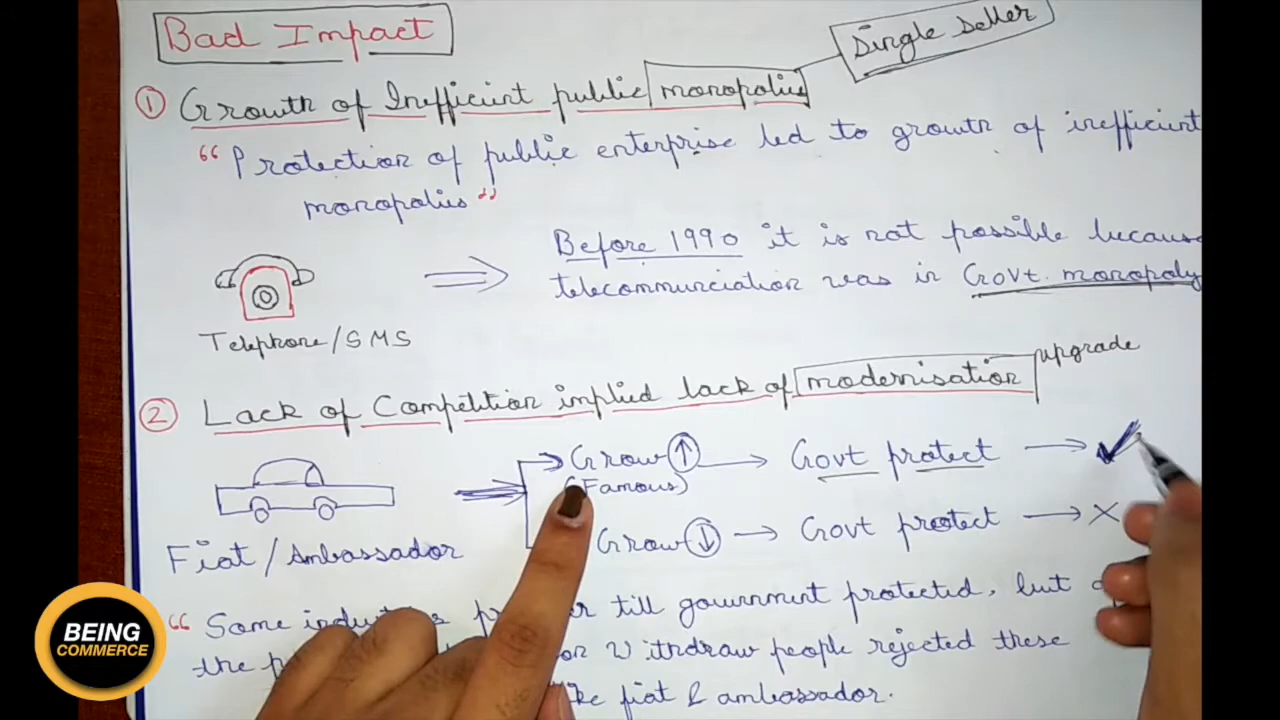 Bad Impact
Single Seller
① Growth of Inefficient public monopolies
“ Protection of public enterprise led to growth of inefficient
monopolies ”
Before 1990 it is not possible because
telecommunciation was in Govt. monopoly
Telephone/SMS
upgrade
② Lack of Competition implied lack of modernisation
Grow ↑ → Govt protect → ✓
(Famous)
Grow ↓ → Govt protect → ×
Fiat / Ambassador
“ Some till government protected, but
the withdraw people rejected these
fiat & ambassador.
BEING
COMMERCE